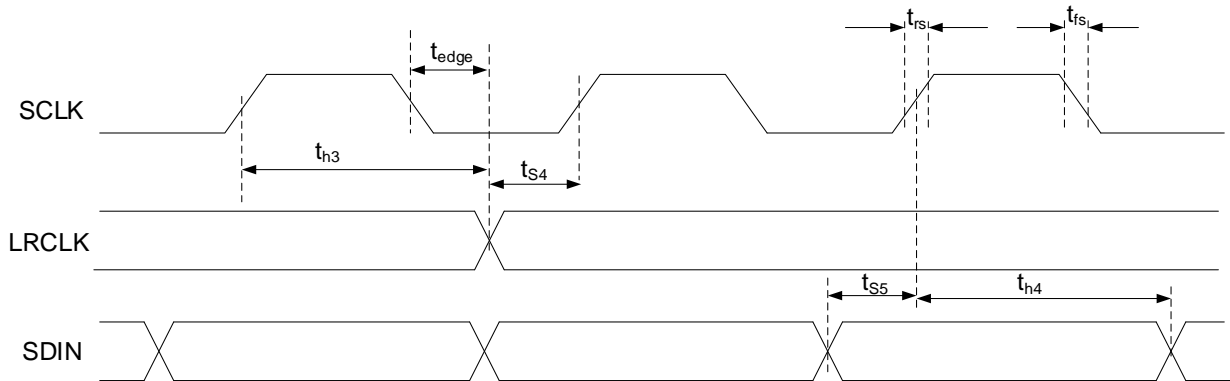 t_rs
t_fs
t_edge
SCLK
t_h3
t_S4
LRCLK
t_S5
t_h4
SDIN